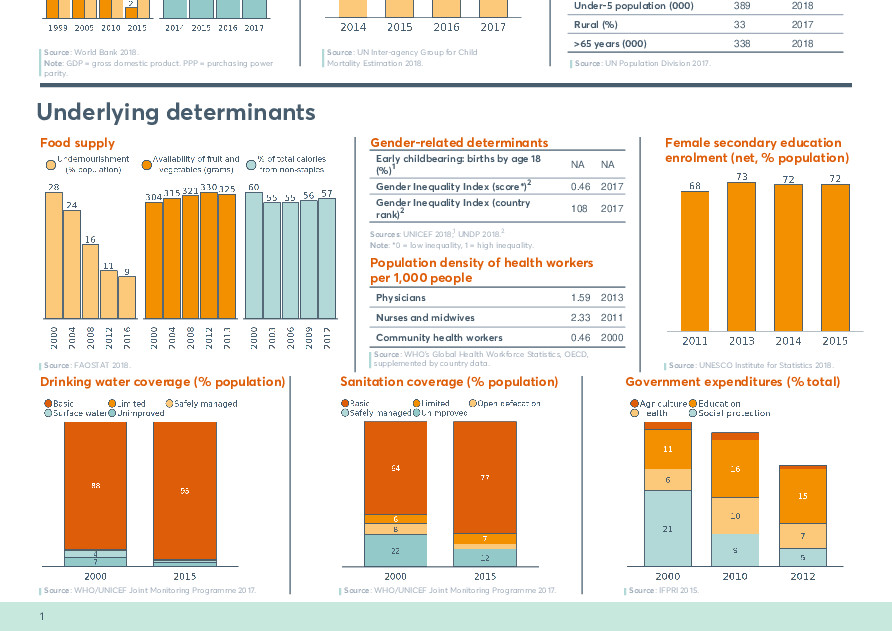 2
1999 2005 2010 2015
2014 2015 2016 2017
Source: World Bank 2018.
Note: GDP = gross domestic product. PPP = purchasing power
parity.
2014 2015 2016 2017
Source: UN Inter-agency Group for Child
Mortality Estimation 2018.
Under-5 population (000) 389 2018
Rural (%) 33 2017
>65 years (000) 338 2018
Source: UN Population Division 2017.
Underlying determinants
Food supply
Undernourishment
(% population)
Availability of fruit and
vegetables (grams)
% of total calories
from non-staples
28 24 16 11 9
304 315 321 330 325
60 55 55 56 57
2000 2004 2008 2012 2016
2000 2004 2008 2012
2000 2006 2009 2012
Source: FAOSTAT 2018.
Gender-related determinants
Early childbearing: births by age 18
(%)1 NA NA
Gender Inequality Index (score*)2 0.46 2017
Gender Inequality Index (country
rank)2 108 2017
Sources: UNICEF 2018,1 UNDP 2018.2
Note: *0 = low inequality, 1 = high inequality.
Population density of health workers
per 1,000 people
Physicians 1.59 2013
Nurses and midwives 2.33 2011
Community health workers 0.46 2000
Source: WHO's Global Health Workforce Statistics, OECD,
supplemented by country data.
Female secondary education
enrolment (net, % population)
68 73 72 72
2011 2013 2014 2015
Source: UNESCO Institute for Statistics 2018.
Drinking water coverage (% population)
Basic Limited Safely managed
Surface water Unimproved
88
4
7
2000 2015
Source: WHO/UNICEF Joint Monitoring Programme 2017.
Sanitation coverage (% population)
Basic Limited Open defecation
Safely managed Unimproved
64 77
6 7
8
22 12
2000 2015
Source: WHO/UNICEF Joint Monitoring Programme 2017.
Government expenditures (% total)
Agriculture Education
Health Social protection
11 16 15
6 10 7
21 9 5
2000 2010 2012
Source: IFPRI 2015.
1